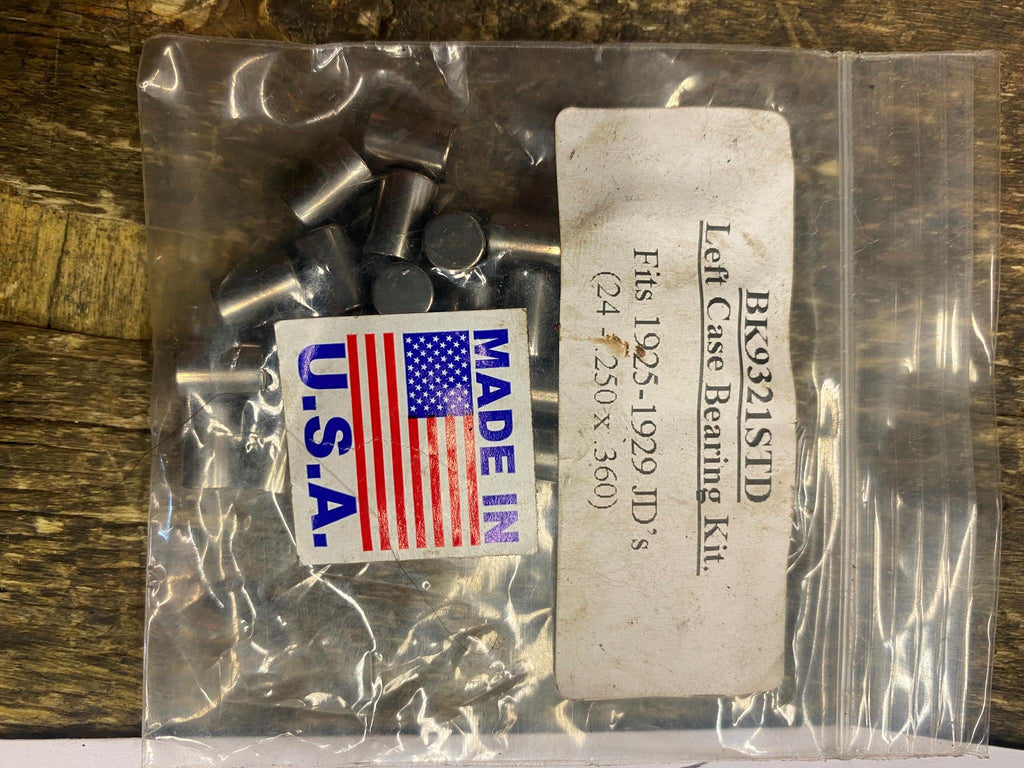 BK9321STD
Left Case Bearing Kit.
Fits 1925-1929 JD's
(24 - .250 x .360)
MADE IN
U.S.A.